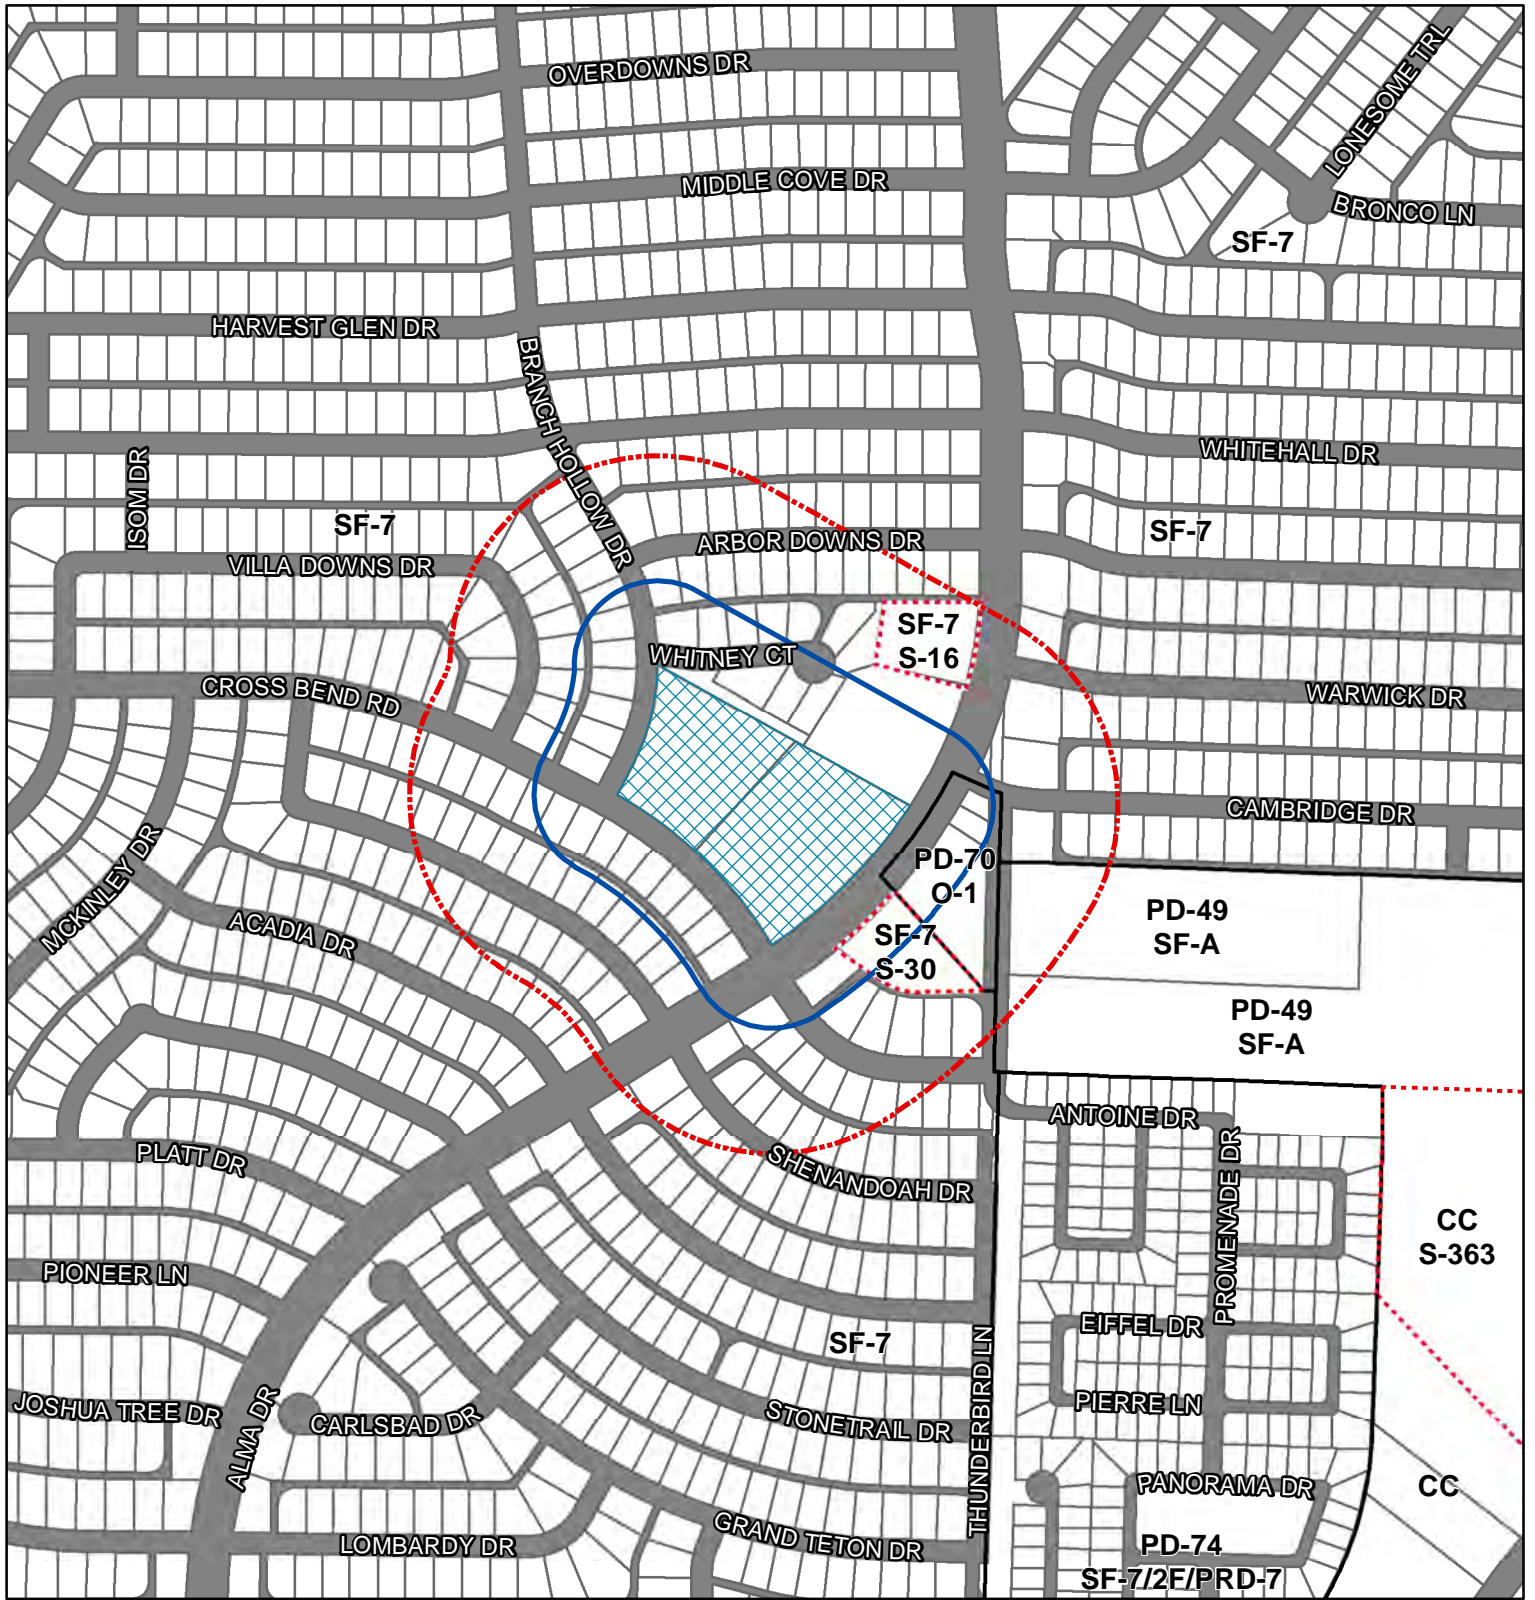 OVERDOWNS DR
LONESOME TRL
MIDDLE COVE DR
BRONCO LN
SF-7
HARVEST GLEN DR
BRANCH HOLLOW DR
WHITEHALL DR
ISOM DR
SF-7
SF-7
ARBOR DOWNS DR
VILLA DOWNS DR
SF-7
S-16
WHITNEY CT
CROSS BEND RD
WARWICK DR
CAMBRIDGE DR
MCKINLEY DR
PD-70
O-1
PD-49
SF-A
ACADIA DR
SF-7
S-30
PD-49
SF-A
ANTOINE DR
PLATT DR
SHENANDOAH DR
PROMENADE DR
CC
S-363
PIONEER LN
EIFFEL DR
SF-7
THUNDERBIRD LN
PIERRE LN
JOSHUA TREE DR
ALMA DR
CARLSBAD DR
STONETRAIL DR
PANORAMA DR
CC
LOMBARDY DR
GRAND TETON DR
PD-74
SF-7/2F/PRD-7